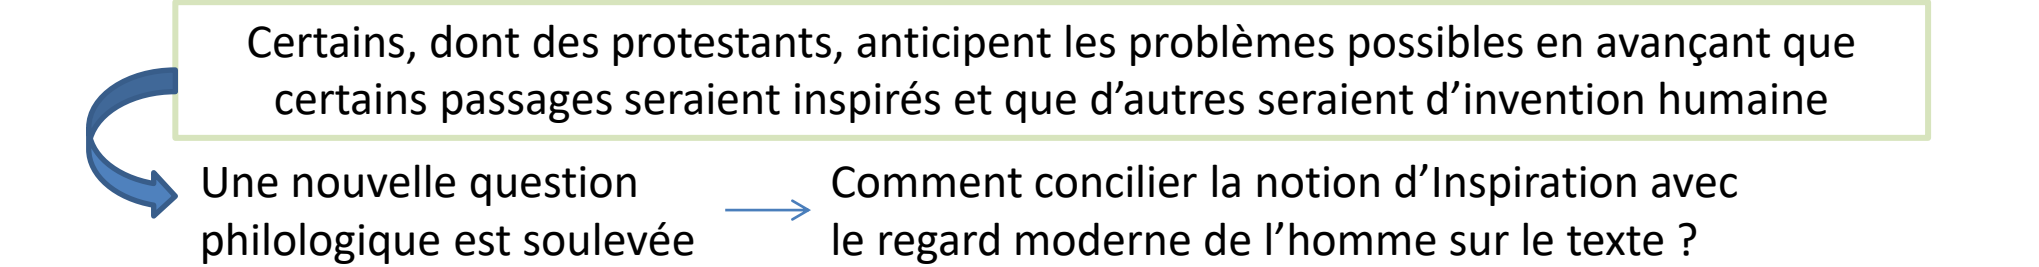 Certains, dont des protestants, anticipent les problèmes possibles en avançant que
certains passages seraient inspirés et que d’autres seraient d’invention humaine
Une nouvelle question
philologique est soulevée
Comment concilier la notion d’Inspiration avec
le regard moderne de l’homme sur le texte ?